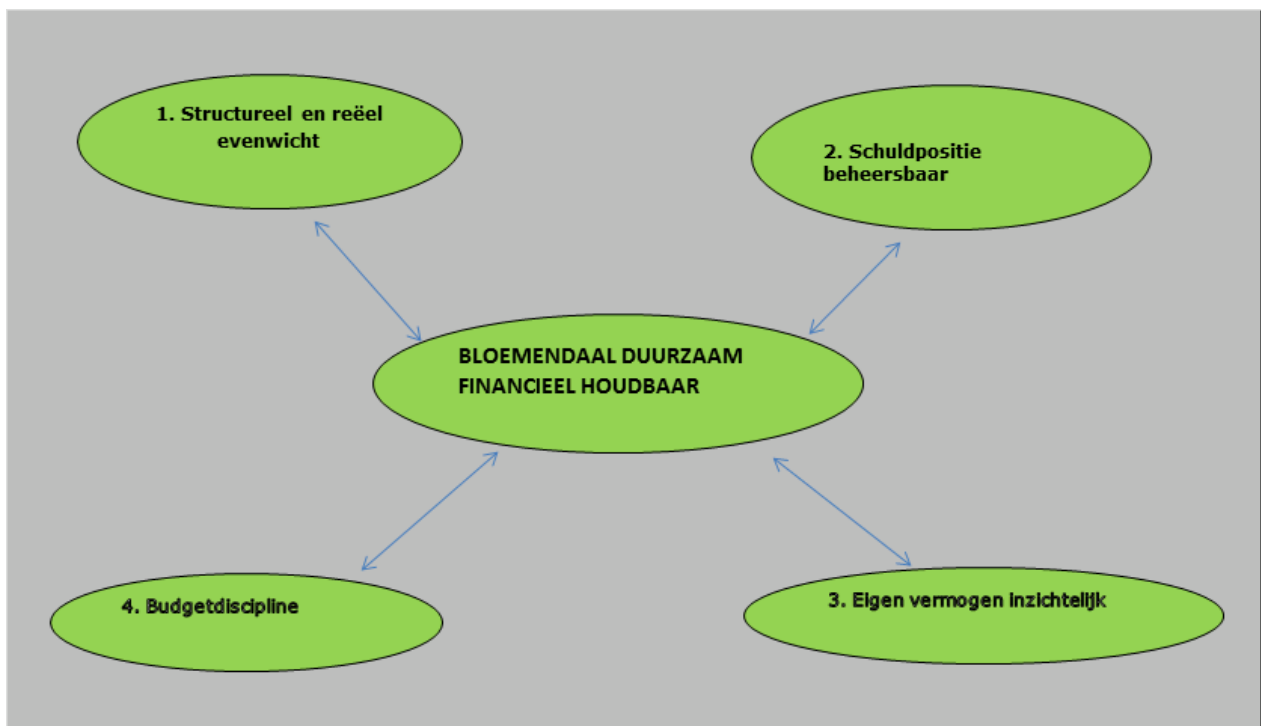 1. Structureel en reëel
evenwicht
2. Schuldpositie
beheersbaar
BLOEMENDAAL DUURZAAM
FINANCIEEL HOUDBAAR
4. Budgetdiscipline
3. Eigen vermogen inzichtelijk